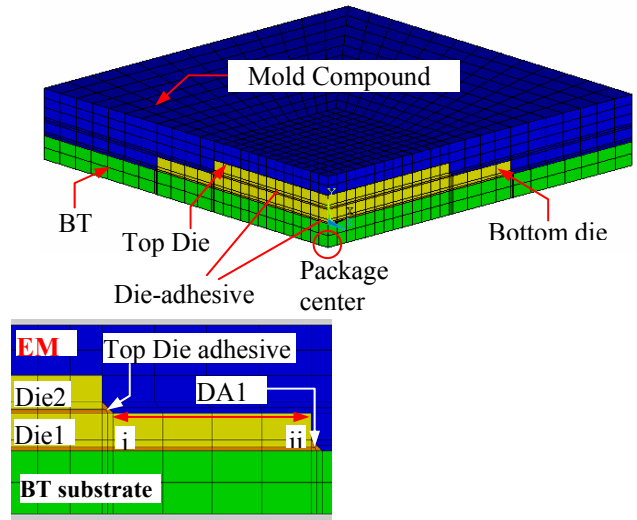 Mold Compound
BT
Top Die
Bottom die
Die-adhesive
Package
center
Y
EM
Top Die adhesive
Die2
DA1
Die1
i
ii
BT substrate